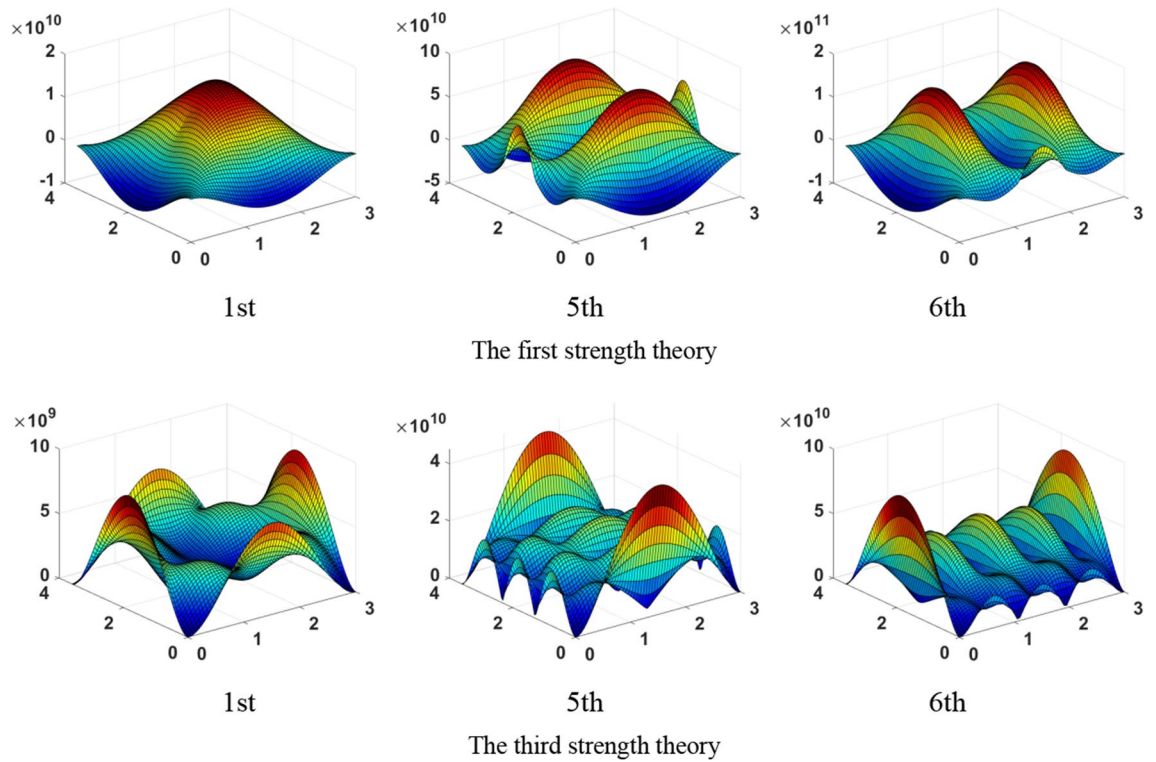 ×10^10 ×10^10 ×10^11
2 10 2
1 5 1
0 0 0
-1 -5 -1
4 3 4 3 4 3
2 2 2 2 2 2
1 1 1
0 0 0 0 0 0
1st 5th 6th
The first strength theory
×10^9 ×10^10 ×10^10
10 4 10
5 2 5
0 0 0
4 3 4 3 4 3
2 2 2 2 2 2
1 1 1
0 0 0 0 0 0
1st 5th 6th
The third strength theory